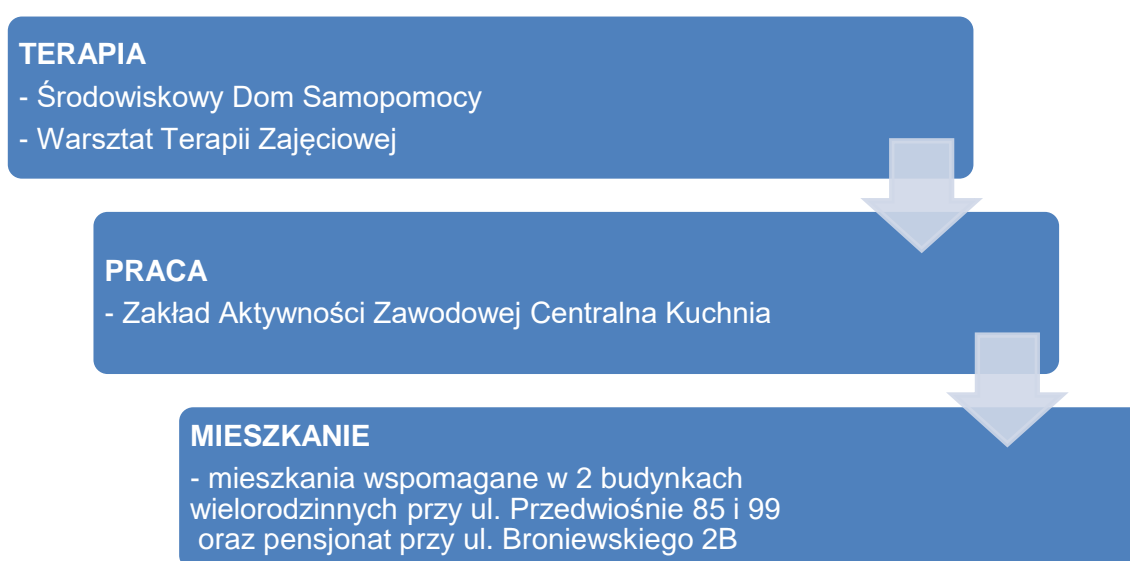 TERAPIA
- Środowiskowy Dom Samopomocy
- Warsztat Terapii Zajęciowej
PRACA
- Zakład Aktywności Zawodowej Centralna Kuchnia
MIESZKANIE
- mieszkania wspomagane w 2 budynkach
wielorodzinnych przy ul. Przedwiośnie 85 i 99
oraz pensjonat przy ul. Broniewskiego 2B